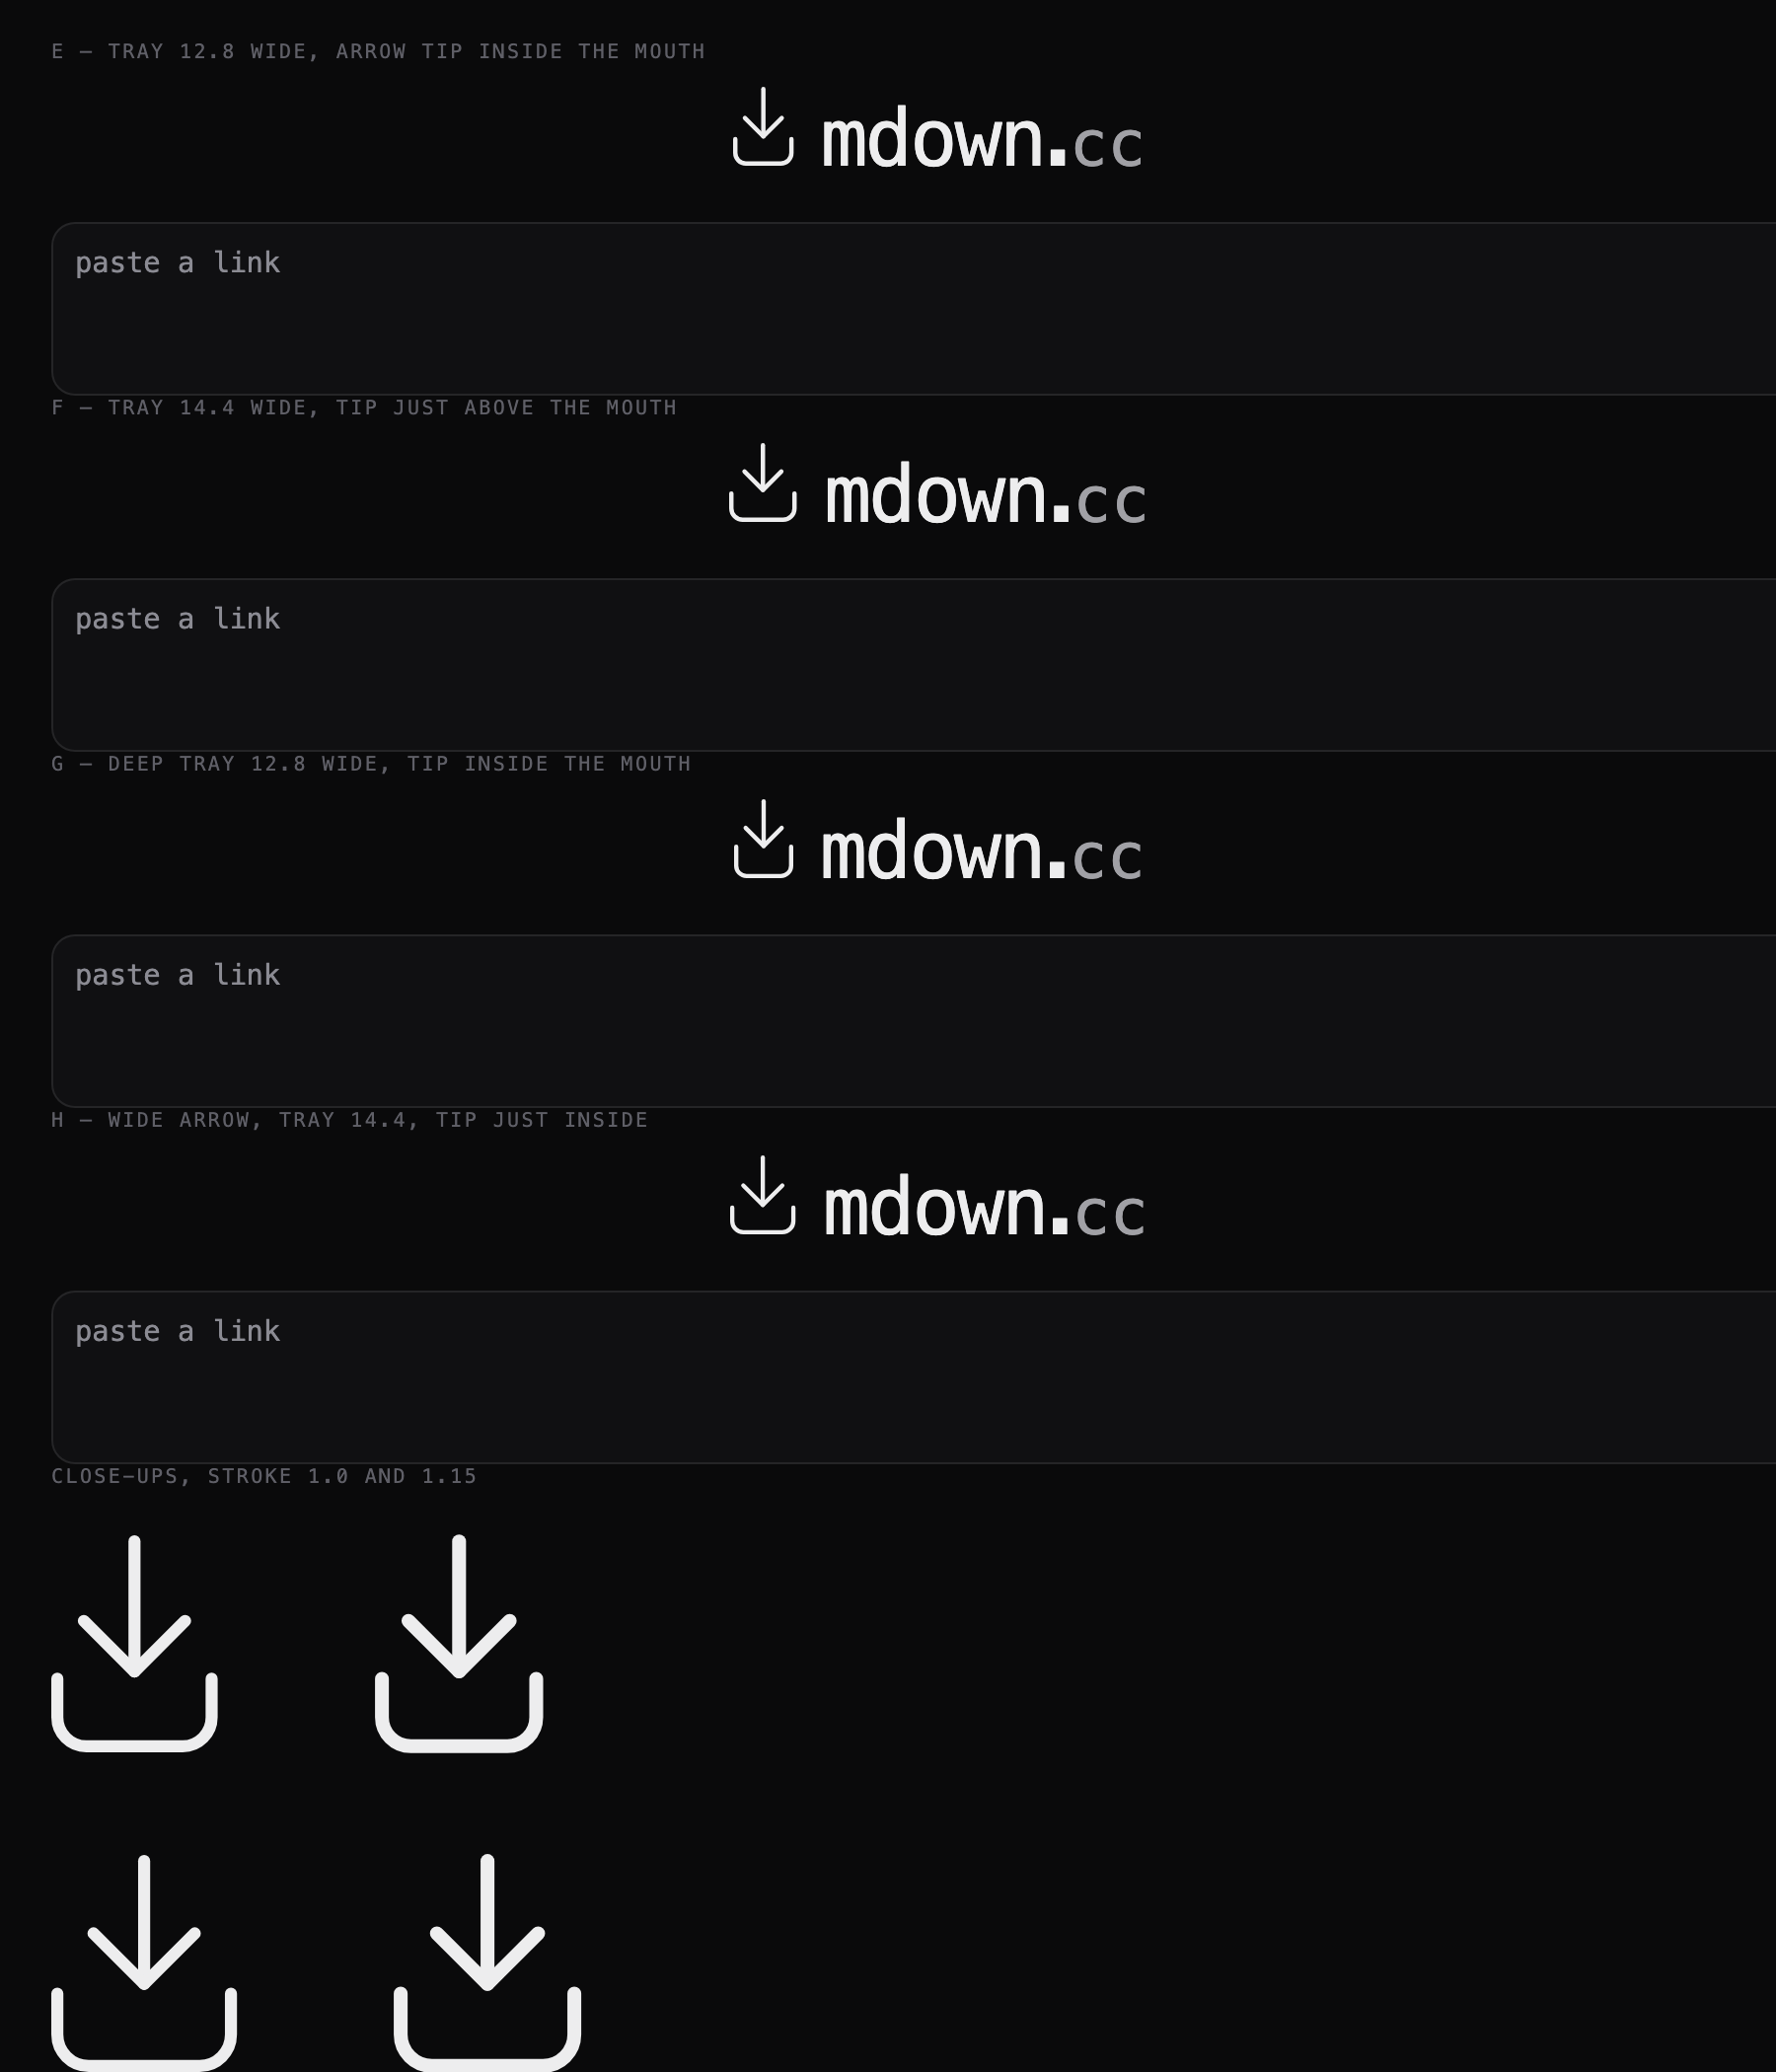 E — TRAY 12.8 WIDE, ARROW TIP INSIDE THE MOUTH
mdown.cc
paste a link
F — TRAY 14.4 WIDE, TIP JUST ABOVE THE MOUTH
mdown.cc
paste a link
G — DEEP TRAY 12.8 WIDE, TIP INSIDE THE MOUTH
mdown.cc
paste a link
H — WIDE ARROW, TRAY 14.4, TIP JUST INSIDE
mdown.cc
paste a link
CLOSE-UPS, STROKE 1.0 AND 1.15